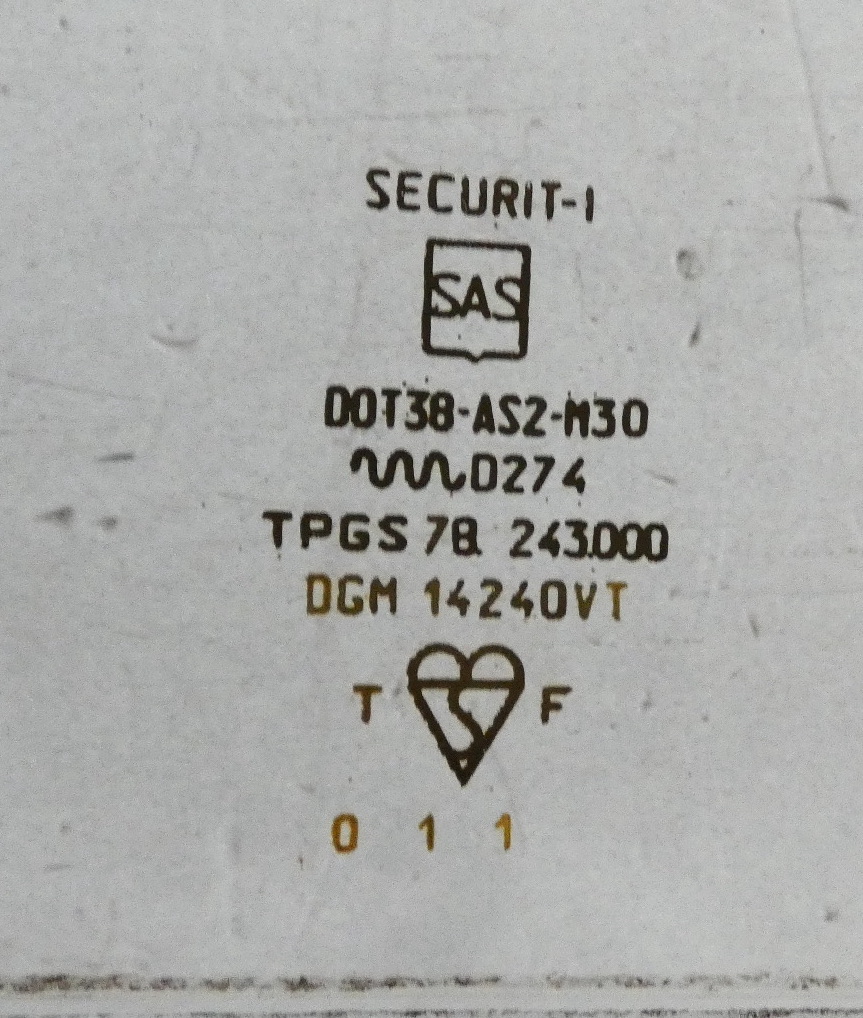 SECURIT-I
SAS
DOT38-AS2-M30
D274
TPGS 78 243.000
DGM 14240VT
T F
0 1 1